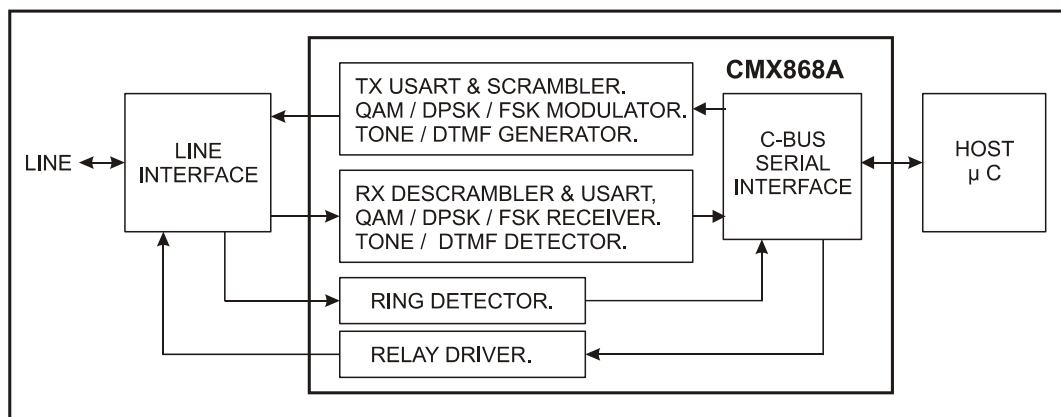 CMX868A
TX USART & SCRAMBLER.
QAM / DPSK / FSK MODULATOR.
TONE / DTMF GENERATOR.
LINE
LINE
INTERFACE
C-BUS
SERIAL
INTERFACE
HOST
µ C
RX DESCRAMBLER & USART,
QAM / DPSK / FSK RECEIVER.
TONE / DTMF DETECTOR.
RING DETECTOR.
RELAY DRIVER.